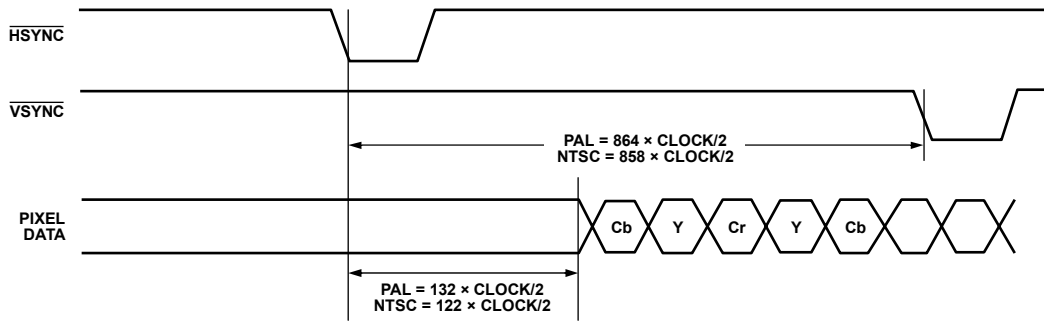 HSYNC
VSYNC
PAL = 864 × CLOCK/2
NTSC = 858 × CLOCK/2
PIXEL
DATA
Cb Y Cr Y Cb
PAL = 132 × CLOCK/2
NTSC = 122 × CLOCK/2